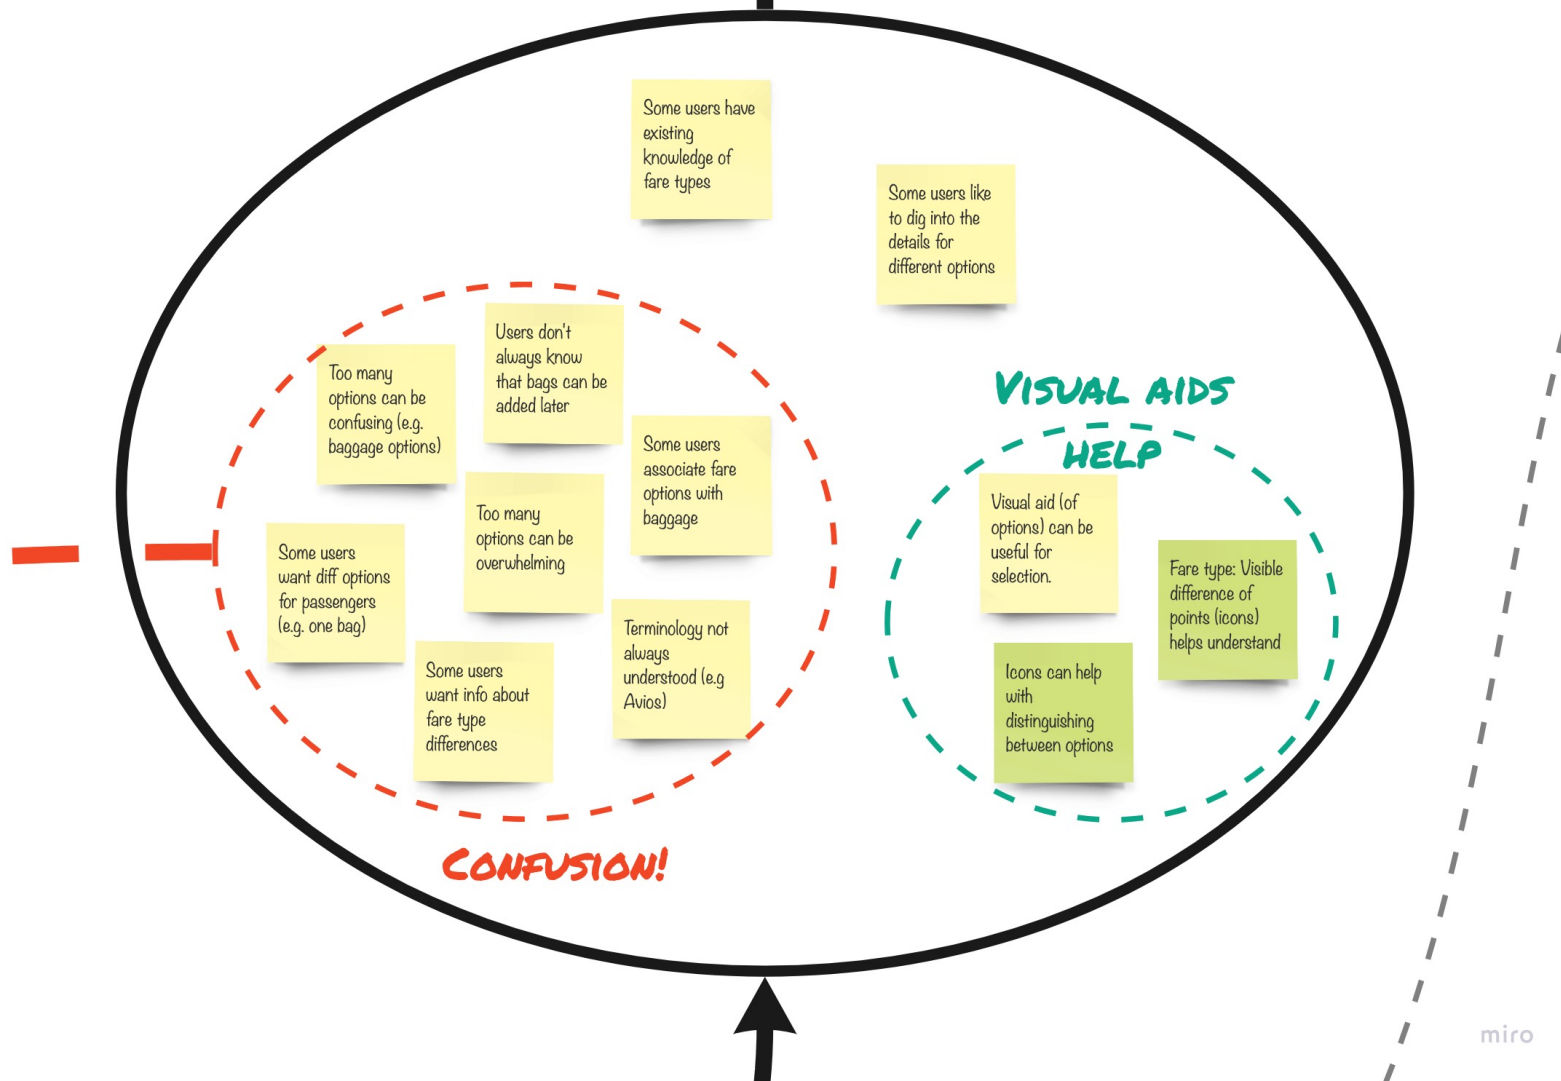 Some users have
existing
knowledge of
fare types
Some users like
to dig into the
details for
different options
Users don't
always know
that bags can be
added later
Too many
options can be
confusing (e.g.
baggage options)
Some users
associate fare
options with
baggage
Too many
options can be
overwhelming
Some users
want diff options
for passengers
(e.g. one bag)
Terminology not
always
understood (e.g
Avios)
Some users
want info about
fare type
differences
CONFUSION!
VISUAL AIDS
HELP
Visual aid (of
options) can be
useful for
selection.
Fare type: Visible
difference of
points (icons)
helps understand
Icons can help
with
distinguishing
between options
miro